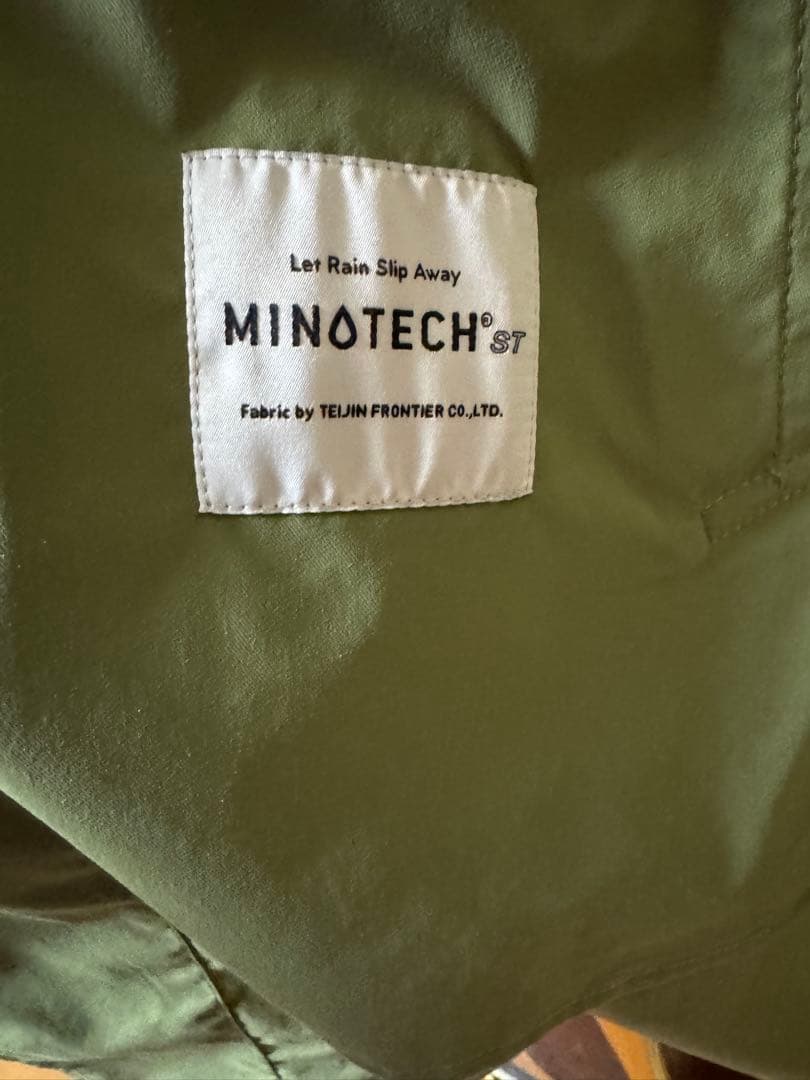 Let Rain Slip Away
MINOTECH® ST
Fabric by TEIJIN FRONTIER CO.,LTD.